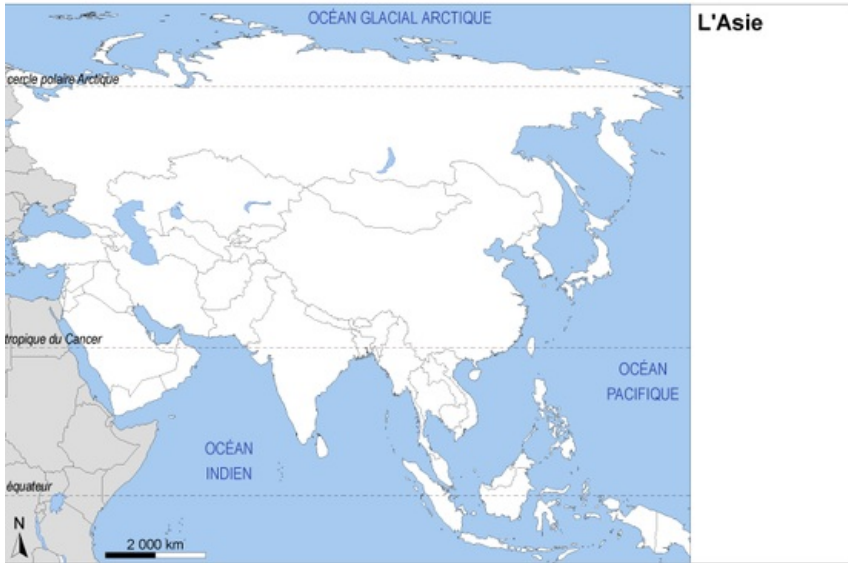 OCÉAN GLACIAL ARCTIQUE
L'Asie
cercle polaire Arctique
tropique du Cancer
OCÉAN
PACIFIQUE
OCÉAN
INDIEN
équateur
N
2 000 km